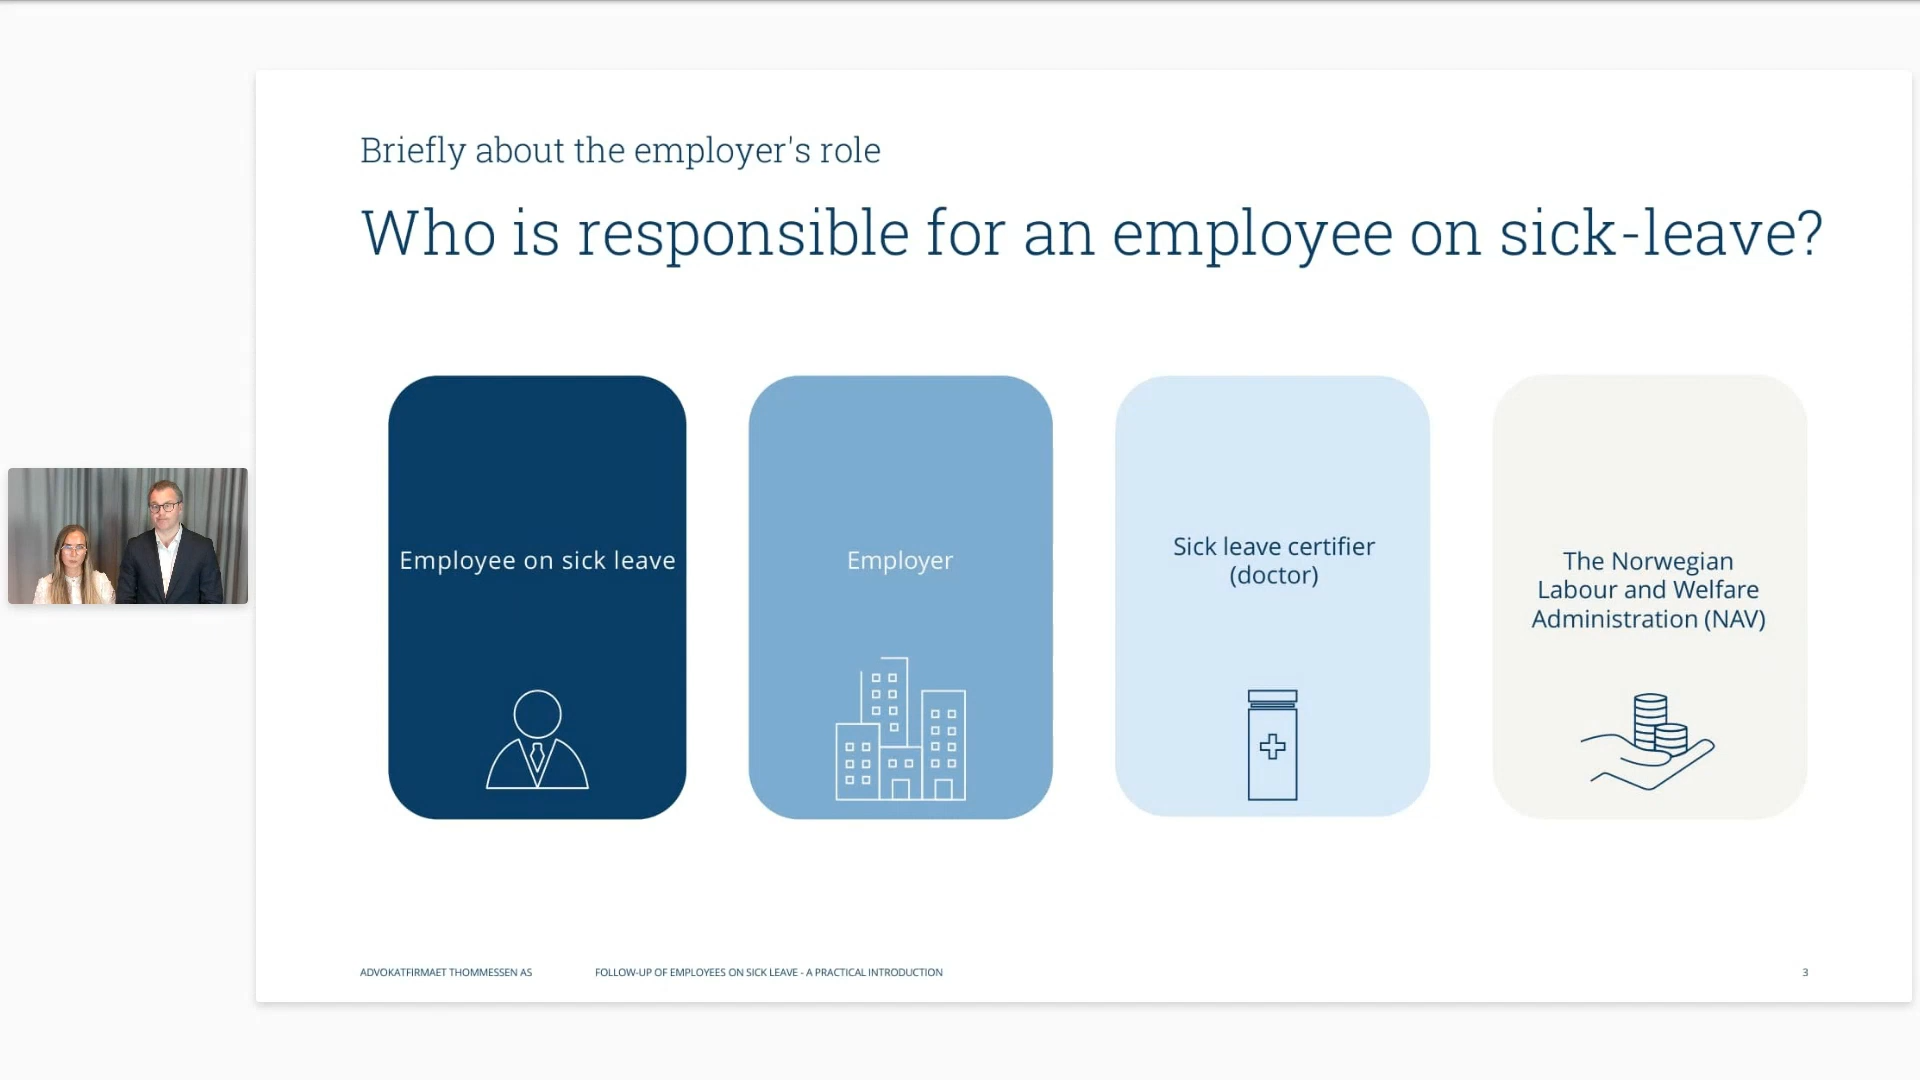 Briefly about the employer's role
Who is responsible for an employee on sick-leave?
Employee on sick leave
Employer
Sick leave certifier
(doctor)
The Norwegian
Labour and Welfare
Administration (NAV)
ADVOKATFIRMAET THOMMESSEN AS
FOLLOW-UP OF EMPLOYEES ON SICK LEAVE - A PRACTICAL INTRODUCTION
3